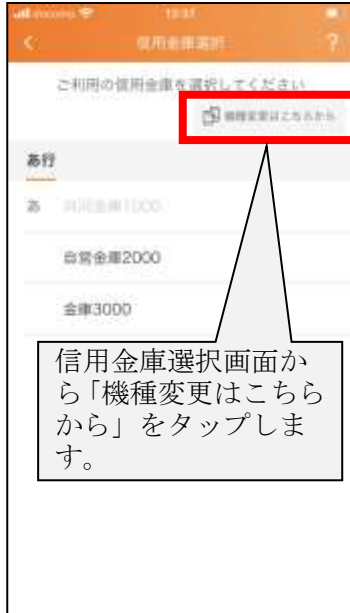 docomo
信用金庫選択
?
ご利用の信用金庫を選択してください
機種変更はこちらから
あ行
あ
自営金庫2000
金庫3000
信用金庫選択画面か
ら「機種変更はこちら
から」をタップしま
す。